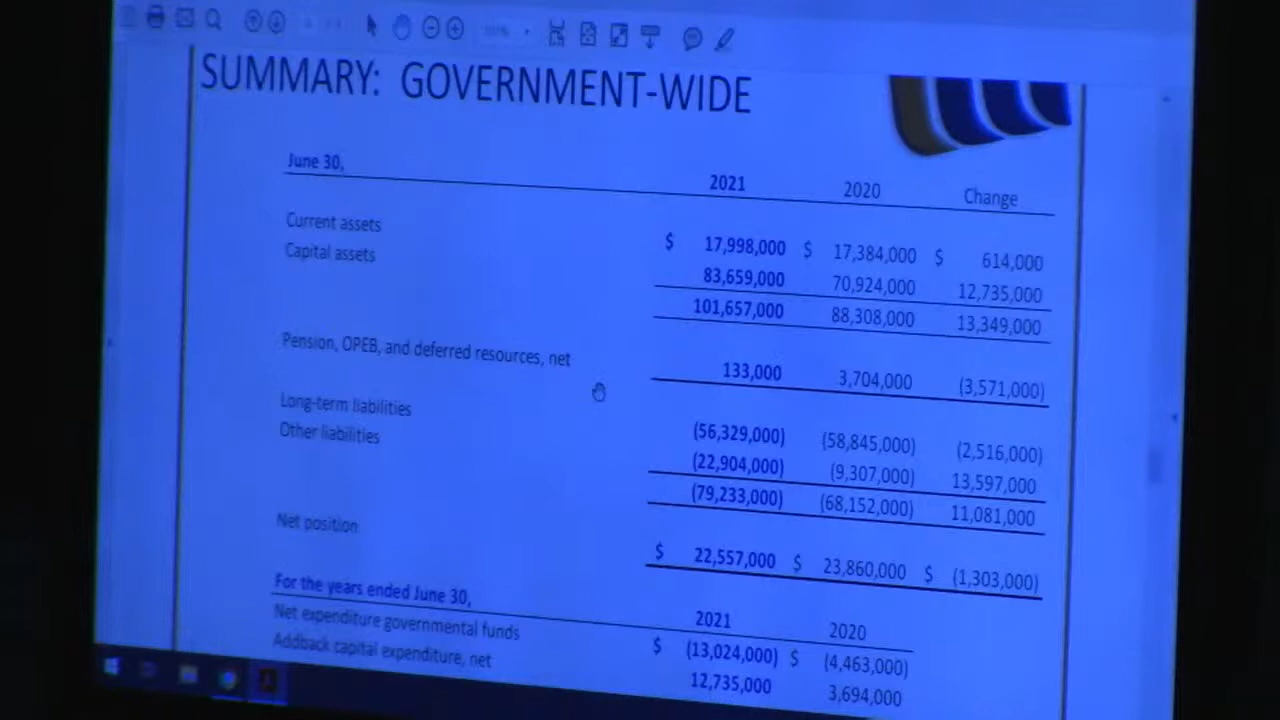 SUMMARY: GOVERNMENT-WIDE
June 30, 2021 2020 Change
Current assets $ 17,998,000 $ 17,384,000 $ 614,000
Capital assets 83,659,000 70,924,000 12,735,000
101,657,000 88,308,000 13,349,000
Pension, OPEB, and deferred resources, net 133,000 3,704,000 (3,571,000)
Long-term liabilities (56,329,000) (58,845,000) (2,516,000)
Other liabilities (22,904,000) (9,307,000) 13,597,000
(79,233,000) (68,152,000) 11,081,000
Net position $ 22,557,000 $ 23,860,000 $ (1,303,000)
For the years ended June 30, 2021 2020
Net expenditure governmental funds $ (13,024,000) $ (4,463,000)
Addback capital expenditure, net 12,735,000 3,694,000